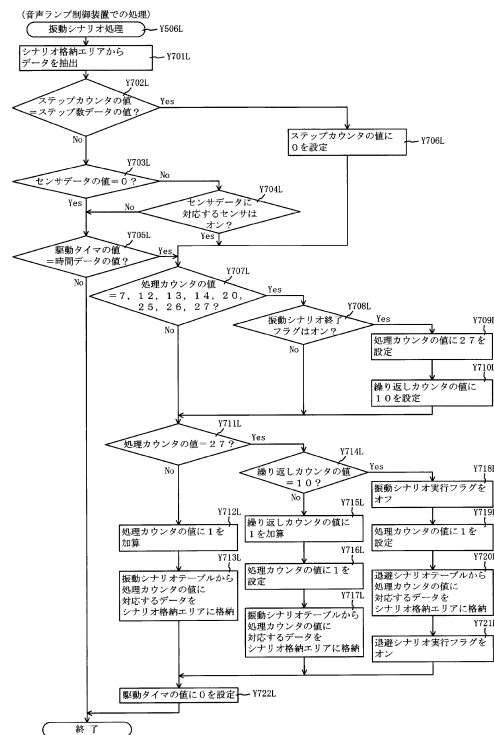 (音声ランプ制御装置での処理)
振動シナリオ処理
Y506L
シナリオ格納エリアから
データを抽出
Y701L
Y702L
ステップカウンタの値
=ステップ数データの値?
Yes
No
ステップカウンタの値に
0を設定
Y706L
Y703L
センサデータの値=0?
No
Yes
Y704L
センサデータに
対応するセンサは
オン?
No
Yes
Y705L
駆動タイマの値
=時間データの値?
Yes
No
Y707L
処理カウンタの値
=7,12,13,14,20,
25,26,27?
Yes
No
Y708L
振動シナリオ終了
フラグはオン?
Yes
No
Y709L
処理カウンタの値に27を
設定
Y710L
繰り返しカウンタの値に
10を設定
Y711L
処理カウンタの値=27?
Yes
No
Y714L
繰り返しカウンタの値
=10?
Yes
No
Y712L
処理カウンタの値に1を
加算
Y713L
振動シナリオテーブルから
処理カウンタの値に
対応するデータを
シナリオ格納エリアに格納
Y715L
繰り返しカウンタの値に
1を加算
Y716L
処理カウンタの値に1を
設定
Y717L
振動シナリオテーブルから
処理カウンタの値に
対応するデータを
シナリオ格納エリアに格納
Y718L
振動シナリオ実行フラグを
オフ
Y719L
処理カウンタの値に1を
設定
Y720L
退避シナリオテーブルから
処理カウンタの値に
対応するデータを
シナリオ格納エリアに格納
Y721L
退避シナリオ実行フラグを
オン
駆動タイマの値に0を設定
Y722L
終了